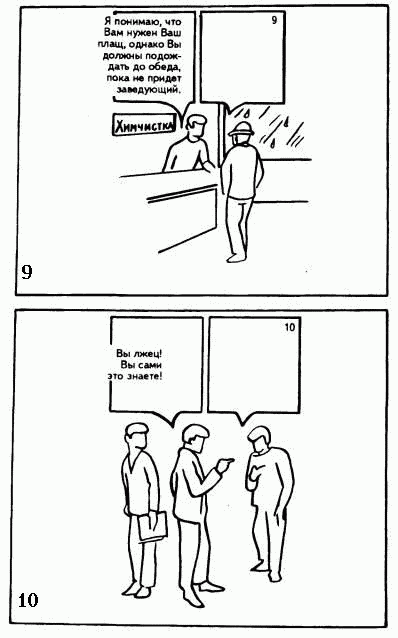 Я понимаю, что
Вам нужен Ваш
плащ, однако Вы
должны подож-
дать до обеда,
пока не придет
заведующий.
9
Химчистка
9
Вы лжец!
Вы сами
это знаете!
10
10